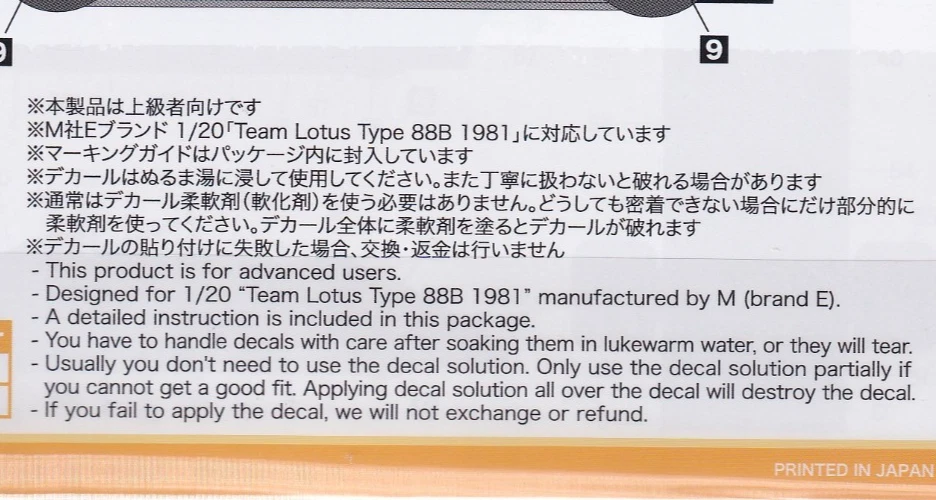 9
9
※本製品は上級者向けです
※M社Eブランド 1/20「Team Lotus Type 88B 1981」に対応しています
※マーキングガイドはパッケージ内に封入しています
※デカールはぬるま湯に浸して使用してください。また丁寧に扱わないと破れる場合があります
※通常はデカール柔軟剤(軟化剤)を使う必要はありません。どうしても密着できない場合にだけ部分的に
柔軟剤を使ってください。デカール全体に柔軟剤を塗るとデカールが破れます
※デカールの貼り付けに失敗した場合、交換・返金は行いません
- This product is for advanced users.
- Designed for 1/20 “Team Lotus Type 88B 1981” manufactured by M (brand E).
- A detailed instruction is included in this package.
- You have to handle decals with care after soaking them in lukewarm water, or they will tear.
- Usually you don't need to use the decal solution. Only use the decal solution partially if
you cannot get a good fit. Applying decal solution all over the decal will destroy the decal.
- If you fail to apply the decal, we will not exchange or refund.
PRINTED IN JAPAN